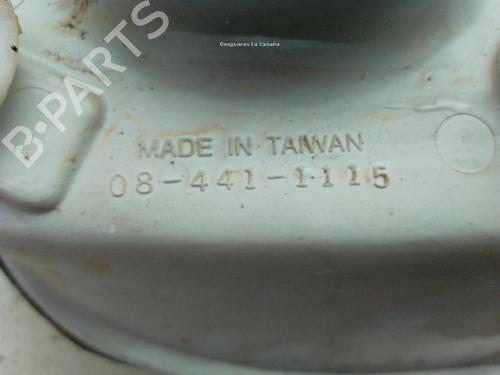 Desguaces La Cabaña
B-PARTS
MADE IN TAIWAN
08-441-1115